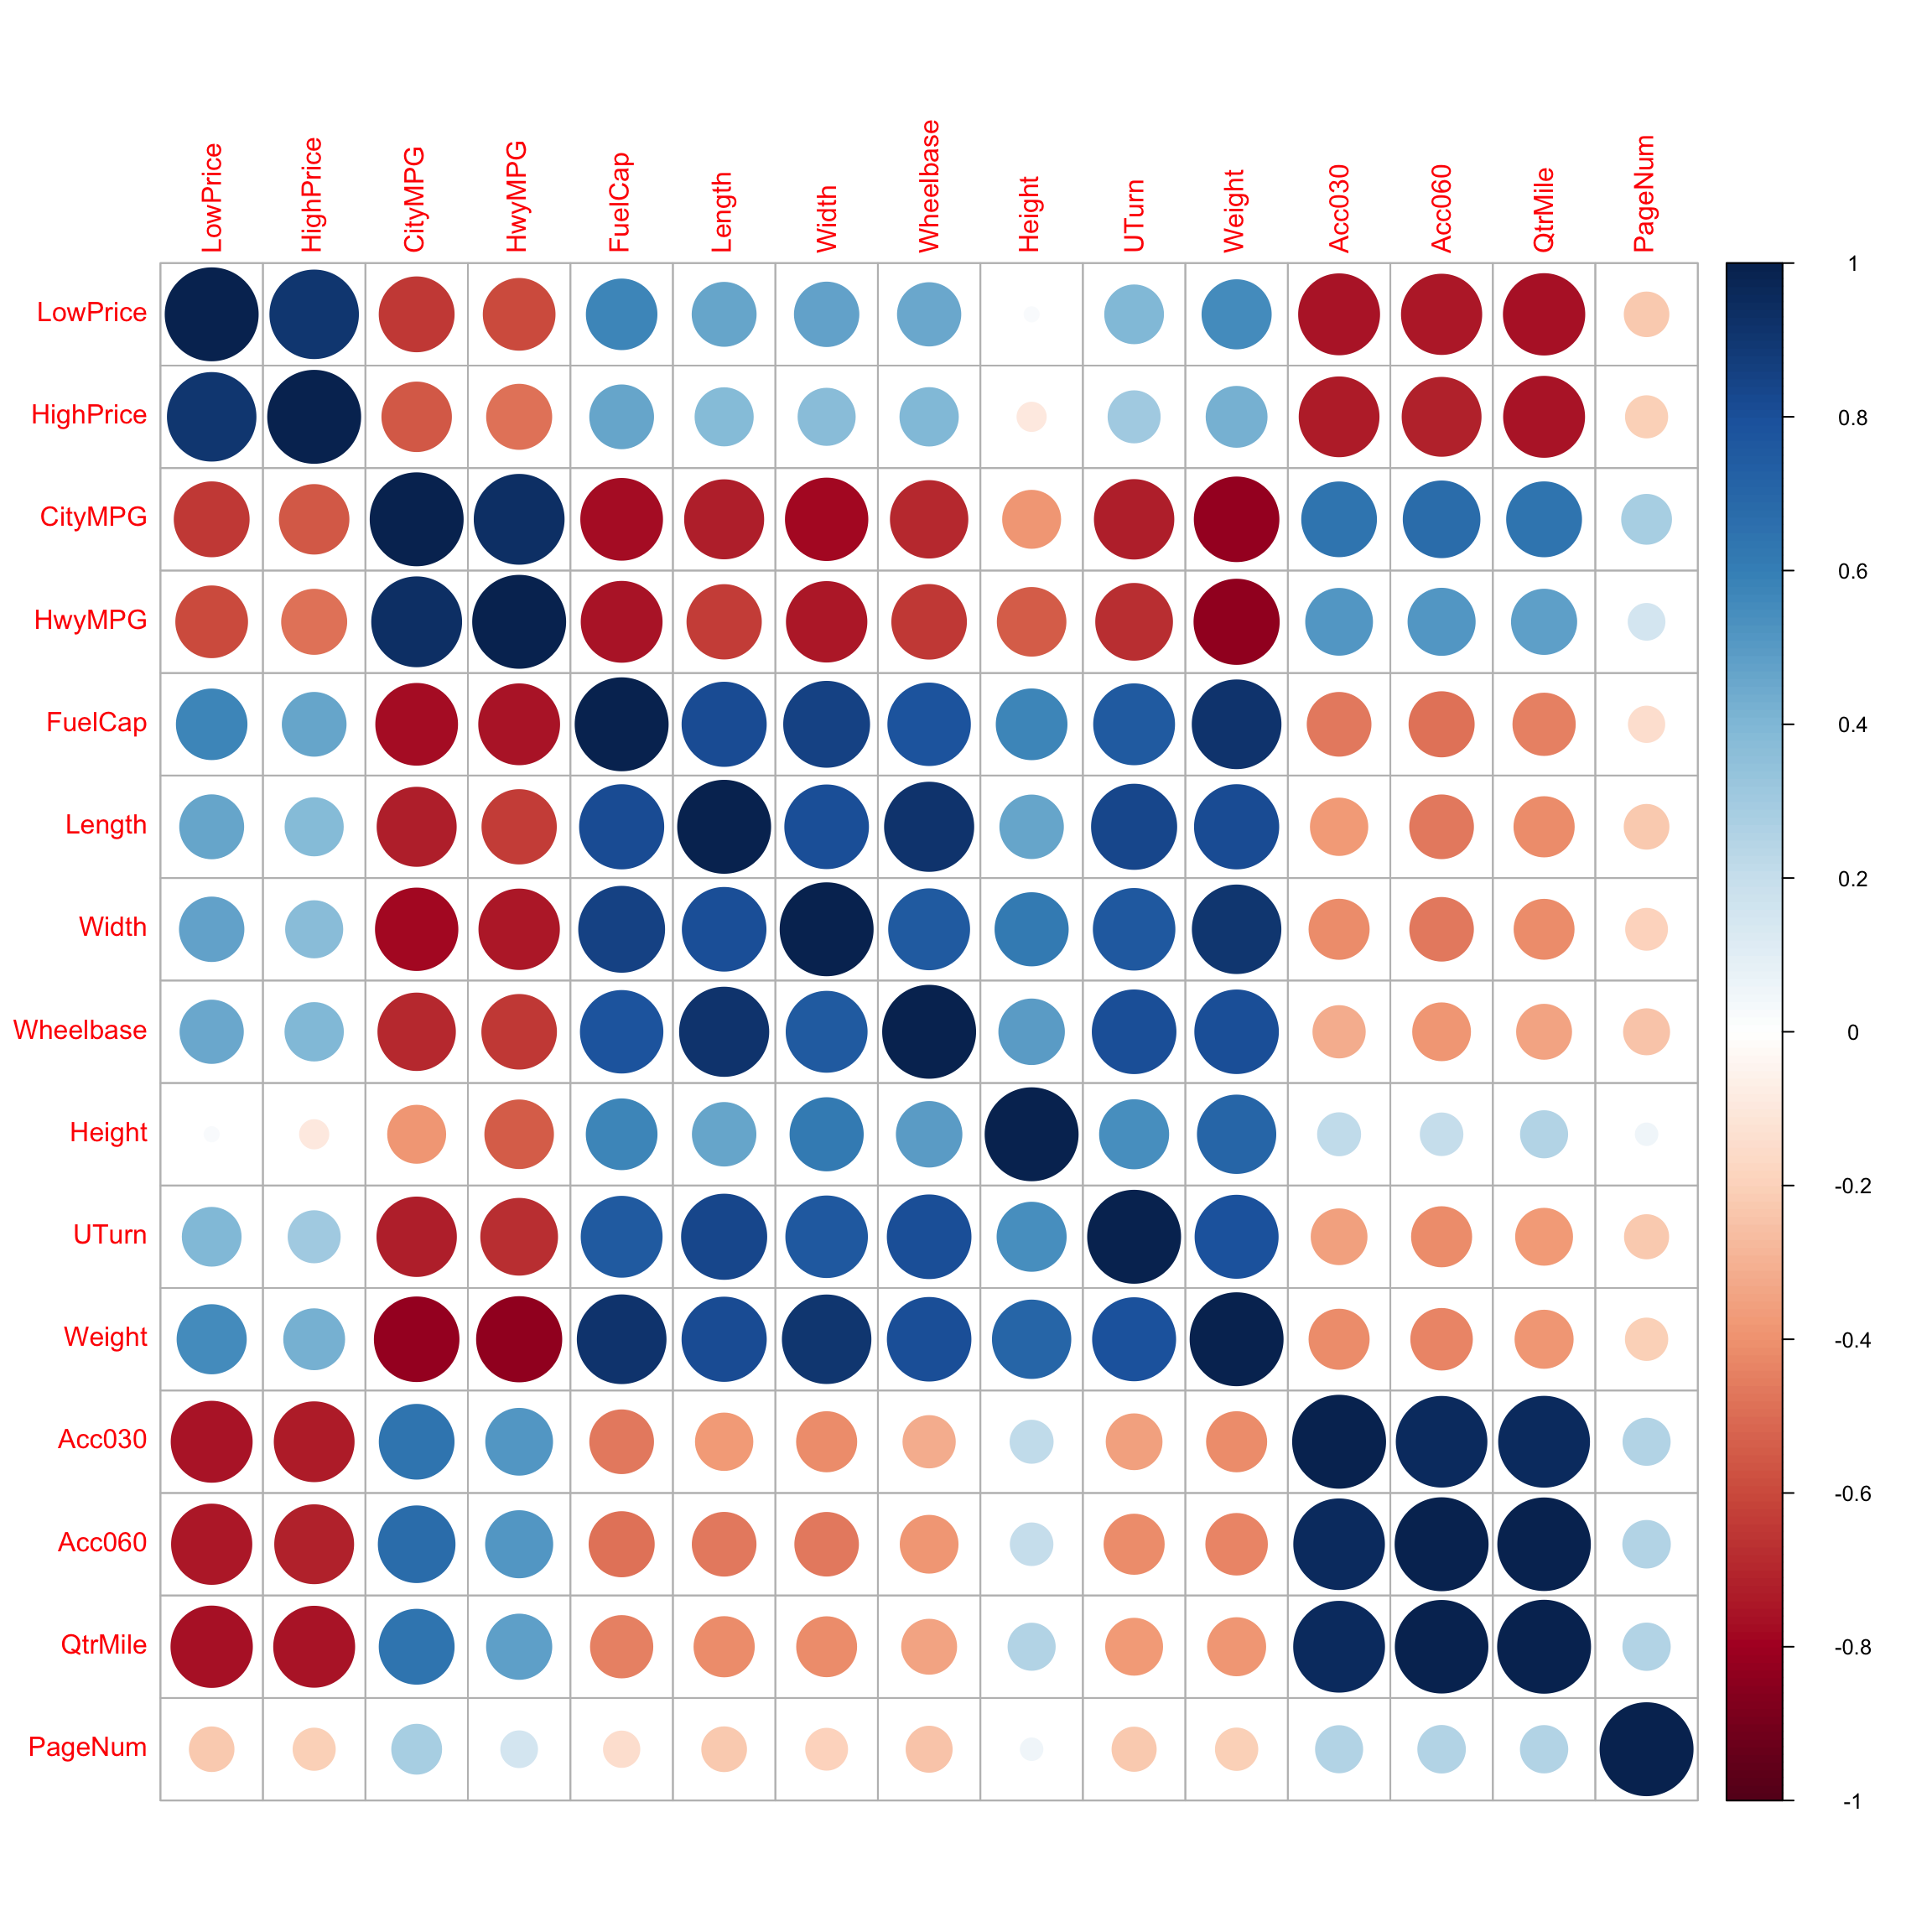 LowPrice
HighPrice
CityMPG
HwyMPG
FuelCap
Length
Width
Wheelbase
Height
UTurn
Weight
Acc030
Acc060
QtrMile
PageNum
LowPrice
HighPrice
CityMPG
HwyMPG
FuelCap
Length
Width
Wheelbase
Height
UTurn
Weight
Acc030
Acc060
QtrMile
PageNum
1
0.8
0.6
0.4
0.2
0
-0.2
-0.4
-0.6
-0.8
-1